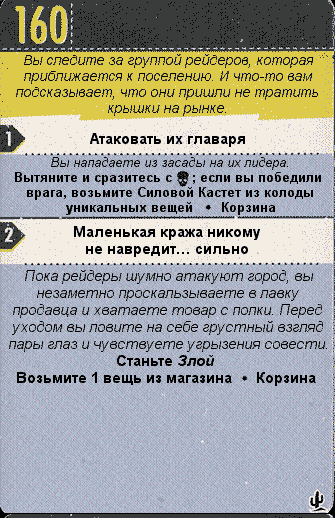 160
Вы следите за группой рейдеров, которая
приближается к поселению. И что-то вам
подсказывает, что они пришли не тратить
крышки на рынке.
1 Атаковать их главаря
Вы нападаете из засады на их лидера.
Вытяните и сразитесь с ; если вы победили
врага, возьмите Силовой Кастет из колоды
уникальных вещей • Корзина
2 Маленькая кража никому
не навредит... сильно
Пока рейдеры шумно атакуют город, вы
незаметно проскальзываете в лавку
продавца и хватаете товар с полки. Перед
уходом вы ловите на себе грустный взгляд
пары глаз и чувствуете угрызения совести.
Станьте Злой
Возьмите 1 вещь из магазина • Корзина